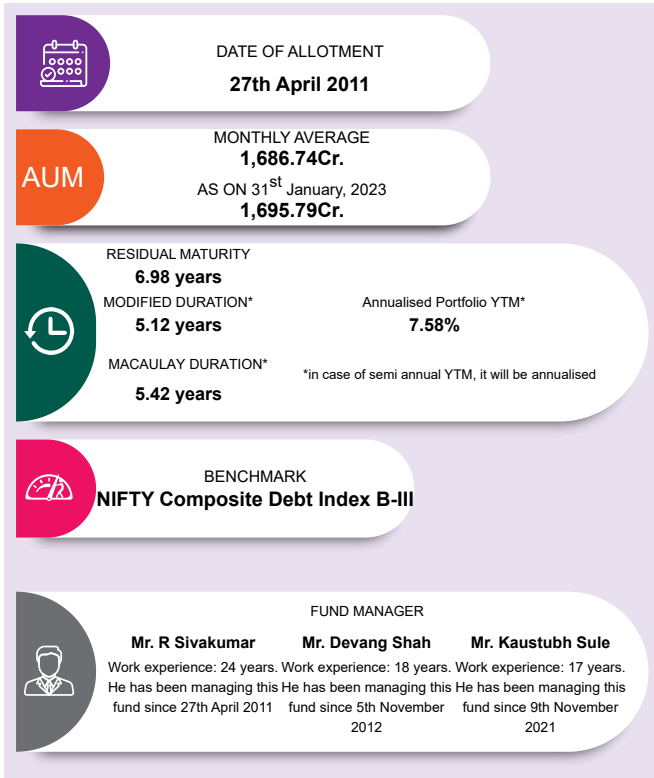 DATE OF ALLOTMENT
27th April 2011
AUM
MONTHLY AVERAGE
1,686.74Cr.
AS ON 31st January, 2023
1,695.79Cr.
RESIDUAL MATURITY
6.98 years
MODIFIED DURATION*
5.12 years
Annualised Portfolio YTM*
7.58%
MACAULAY DURATION*
5.42 years
*in case of semi annual YTM, it will be annualised
BENCHMARK
NIFTY Composite Debt Index B-III
FUND MANAGER
Mr. R Sivakumar
Work experience: 24 years.
He has been managing this
fund since 27th April 2011
Mr. Devang Shah
Work experience: 18 years.
He has been managing this
fund since 5th November
2012
Mr. Kaustubh Sule
Work experience: 17 years.
He has been managing this
fund since 9th November
2021